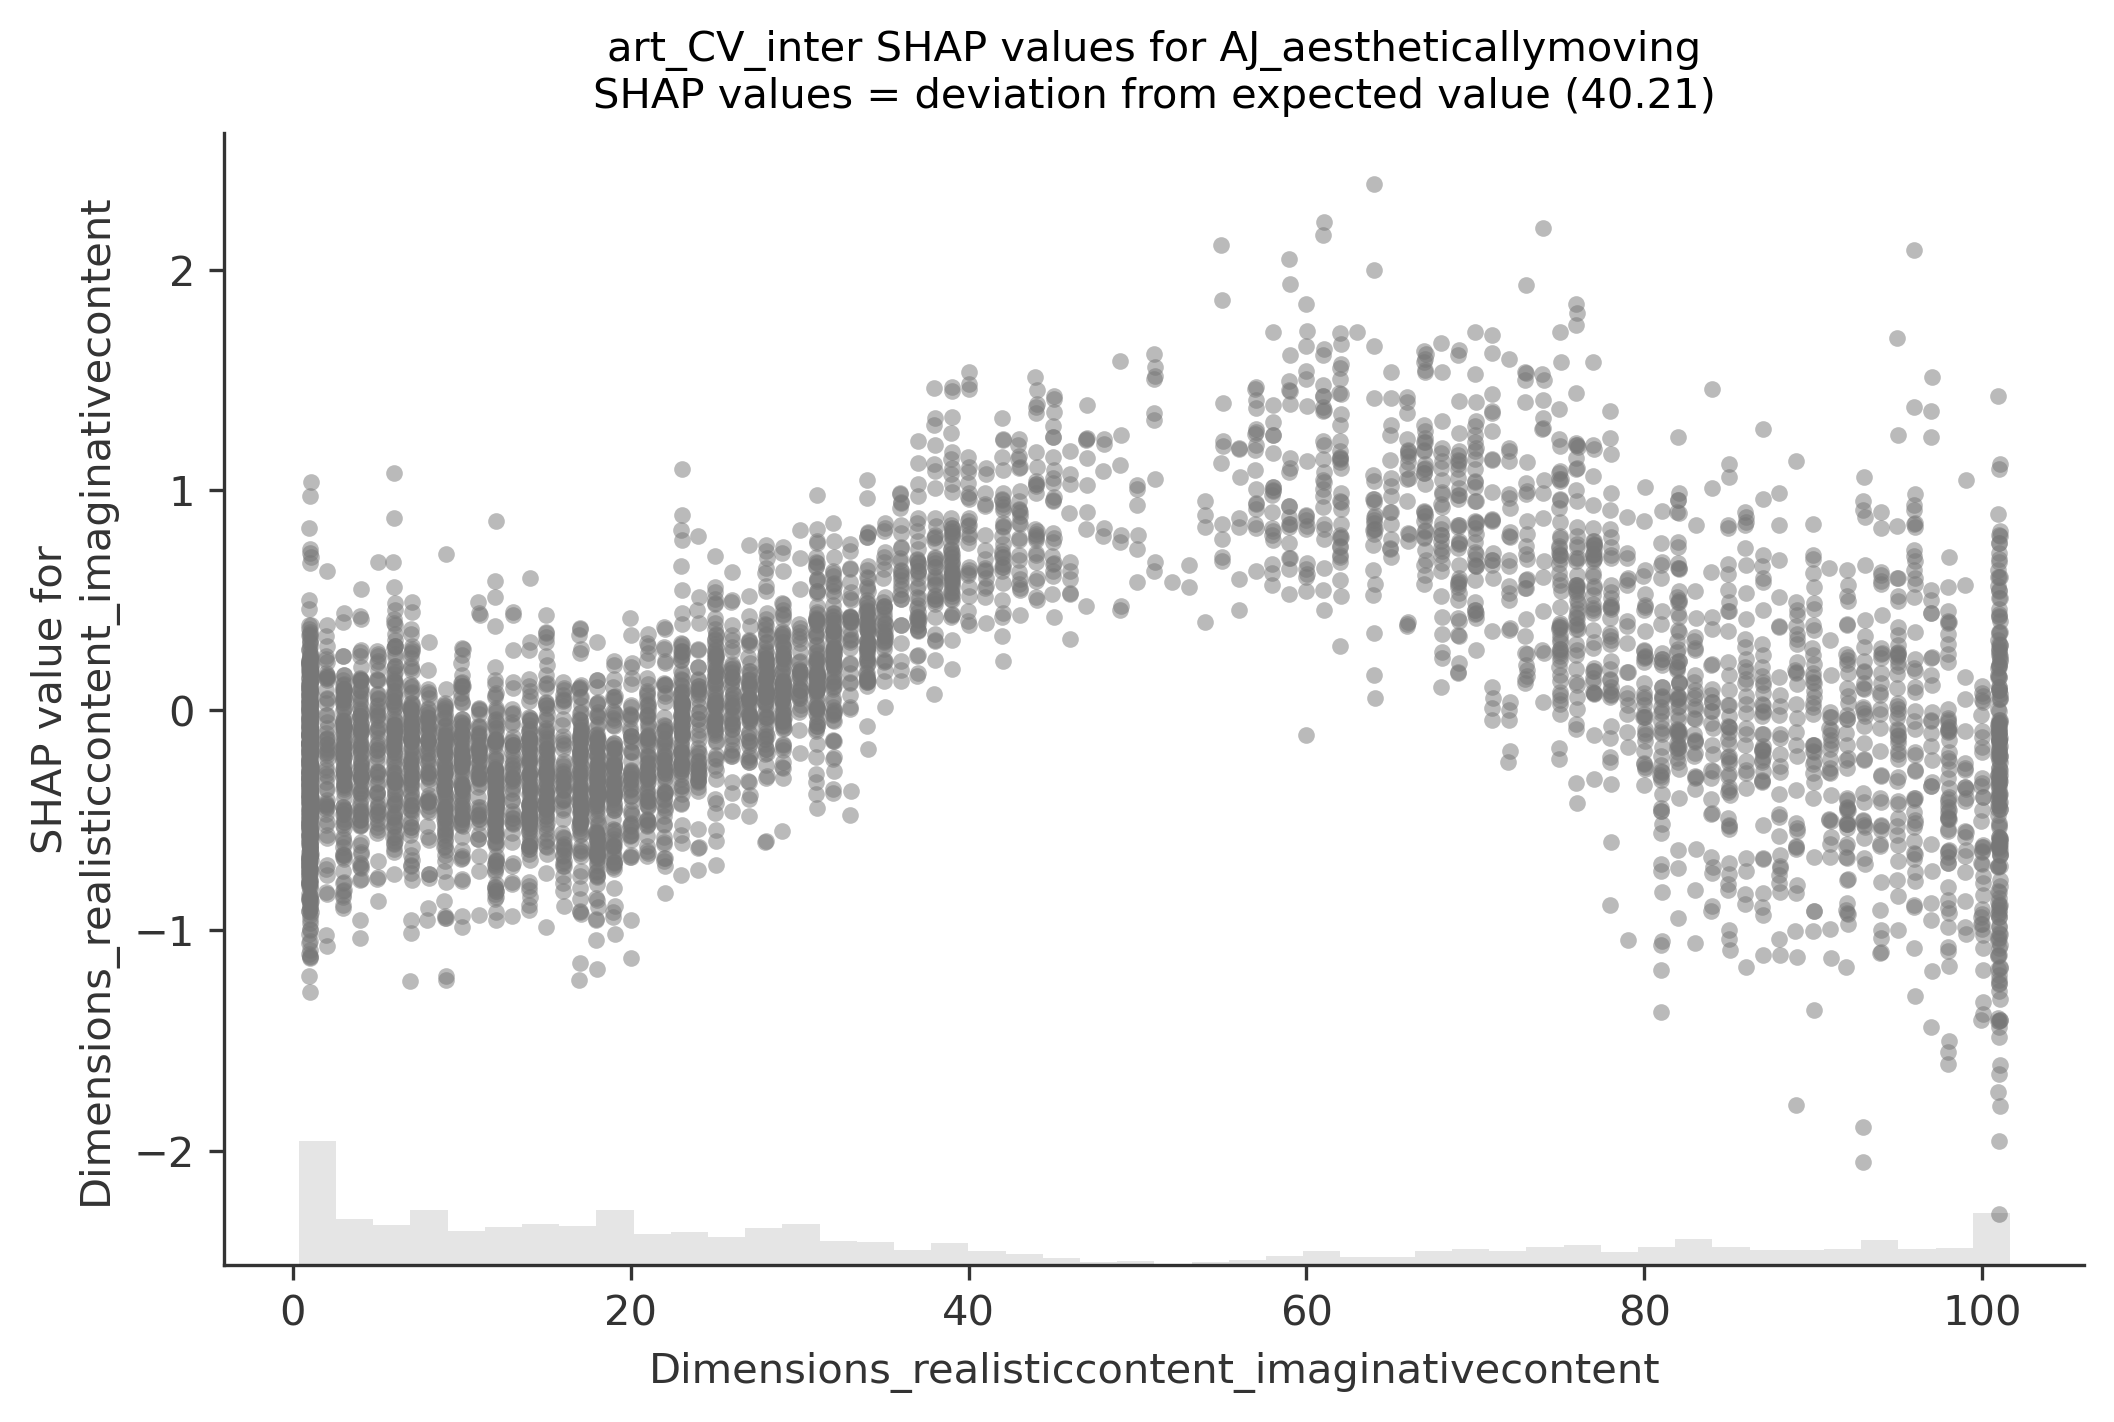 art_CV_inter SHAP values for AJ_aestheticallymoving
SHAP values = deviation from expected value (40.21)
SHAP value for
Dimensions_realisticcontent_imaginativecontent
2
1
0
−1
−2
0
20
40
60
80
100
Dimensions_realisticcontent_imaginativecontent